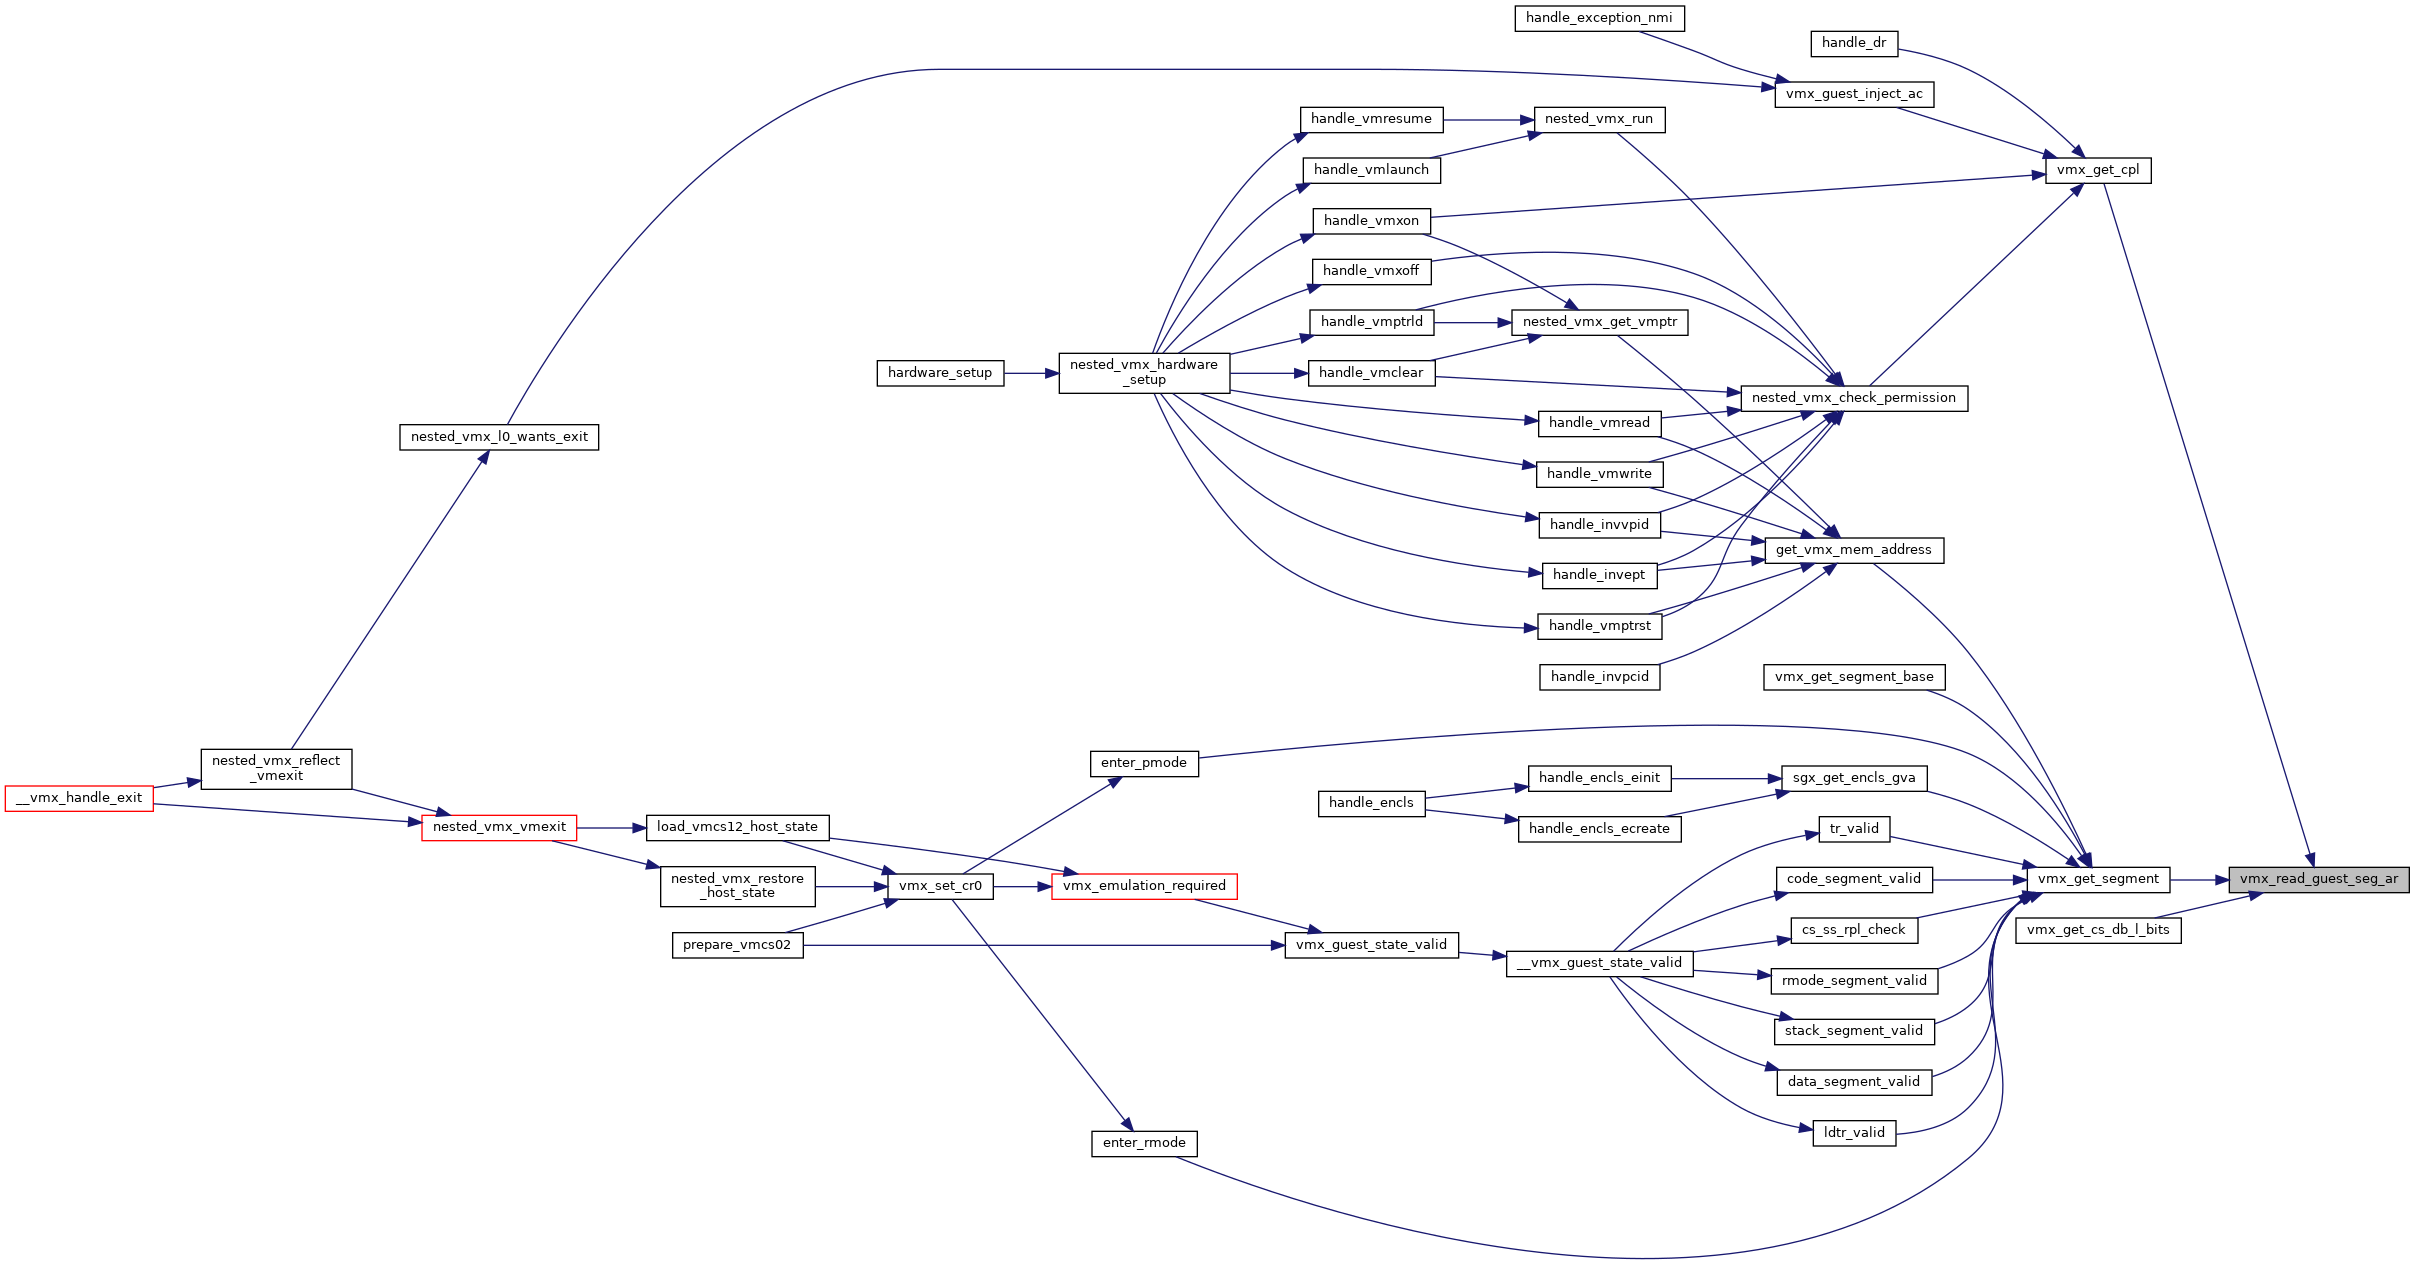 handle_exception_nmi
handle_dr
vmx_guest_inject_ac
handle_vmresume
nested_vmx_run
handle_vmlaunch
vmx_get_cpl
handle_vmxon
handle_vmxoff
handle_vmptrld
nested_vmx_get_vmptr
hardware_setup
nested_vmx_hardware
_setup
handle_vmclear
nested_vmx_check_permission
handle_vmread
nested_vmx_l0_wants_exit
handle_vmwrite
handle_invvpid
get_vmx_mem_address
handle_invept
handle_vmptrst
handle_invpcid
vmx_get_segment_base
nested_vmx_reflect
_vmexit
enter_pmode
handle_encls_einit
sgx_get_encls_gva
__vmx_handle_exit
handle_encls
nested_vmx_vmexit
load_vmcs12_host_state
handle_encls_ecreate
tr_valid
nested_vmx_restore
_host_state
vmx_set_cr0
vmx_emulation_required
code_segment_valid
vmx_get_segment
vmx_read_guest_seg_ar
prepare_vmcs02
vmx_guest_state_valid
cs_ss_rpl_check
vmx_get_cs_db_l_bits
__vmx_guest_state_valid
rmode_segment_valid
stack_segment_valid
data_segment_valid
enter_rmode
ldtr_valid